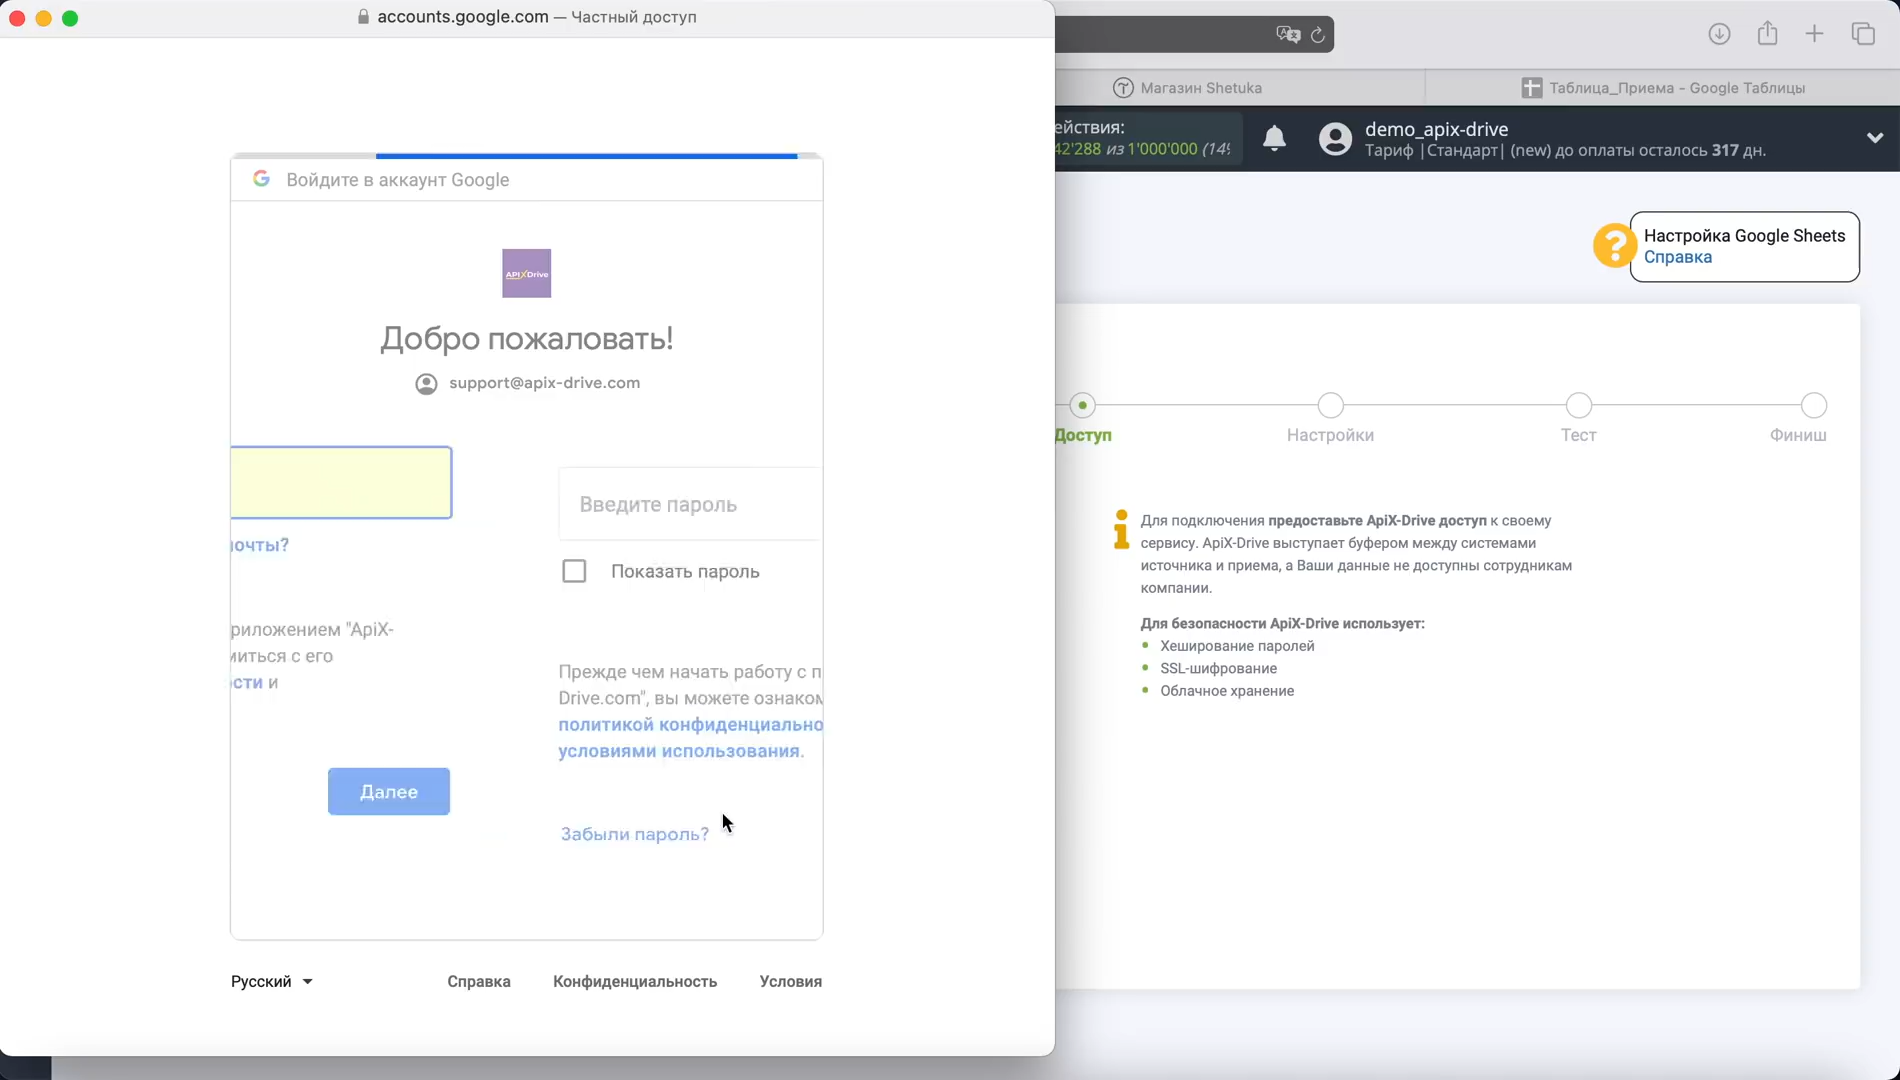 accounts.google.com — Частный доступ
Магазин Shetuka
Таблица_Приема - Google Таблицы
ействия:
42'288 из 1'000'000 (14%
demo_apix-drive
Тариф |Стандарт| (new) до оплаты осталось 317 дн.
Настройка Google Sheets
Справка
Войдите в аккаунт Google
APIXDrive
Добро пожаловать!
support@apix-drive.com
почты?
Введите пароль
Показать пароль
риложением "ApiX-
миться с его
сти и
Прежде чем начать работу с п
Drive.com", вы можете ознаком
политикой конфиденциально
условиями использования.
Далее
Забыли пароль?
Русский
Справка
Конфиденциальность
Условия
Доступ
Настройки
Тест
Финиш
Для подключения предоставьте ApiX-Drive доступ к своему
сервису. ApiX-Drive выступает буфером между системами
источника и приема, а Ваши данные не доступны сотрудникам
компании.
Для безопасности ApiX-Drive использует:
Хеширование паролей
SSL-шифрование
Облачное хранение